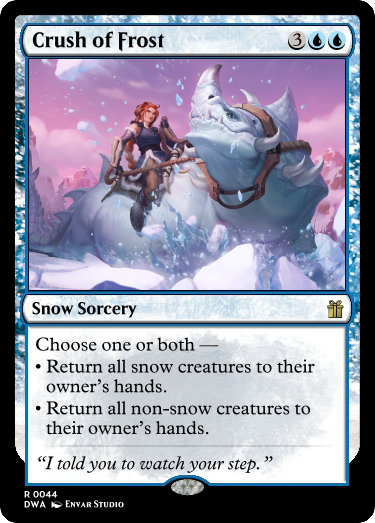 Crush of Frost 3
Snow Sorcery
Choose one or both —
• Return all snow creatures to their
owner's hands.
• Return all non-snow creatures to
their owner's hands.
“I told you to watch your step.”
R 0044
DWA ENVAR STUDIO